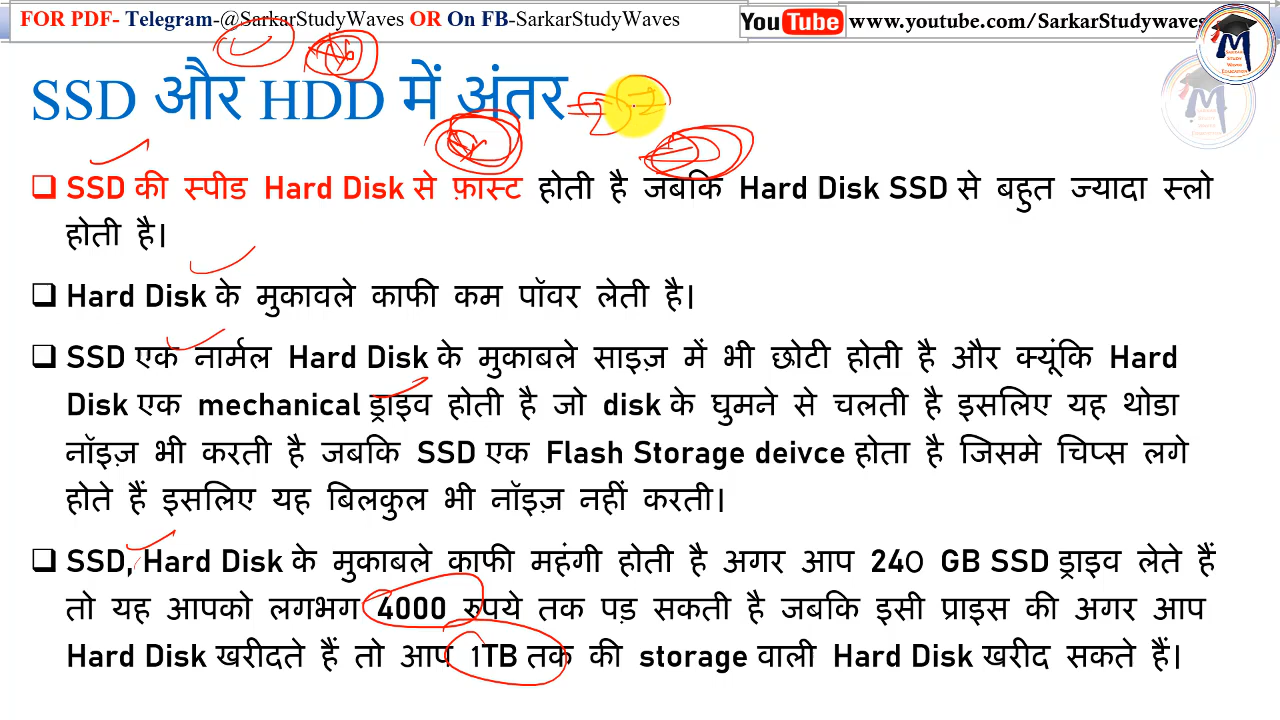 FOR PDF- Telegram-@SarkarStudyWaves OR On FB-SarkarStudyWaves
YouTube www.youtube.com/SarkarStudywaves
SSD और HDD में अंतर
SSD की स्पीड Hard Disk से फ़ास्ट होती है जबकि Hard Disk SSD से बहुत ज्यादा स्लो
होती है।
Hard Disk के मुकावले काफी कम पॉवर लेती है।
SSD एक नार्मल Hard Disk के मुकाबले साइज़ में भी छोटी होती है और क्यूंकि Hard
Disk एक mechanical ड्राइव होती है जो disk के घुमने से चलती है इसलिए यह थोडा
नॉइज़ भी करती है जबकि SSD एक Flash Storage deivce होता है जिसमे चिप्स लगे
होते हैं इसलिए यह बिलकुल भी नॉइज़ नहीं करती।
SSD, Hard Disk के मुकाबले काफी महंगी होती है अगर आप 240 GB SSD ड्राइव लेते हैं
तो यह आपको लगभग 4000 रुपये तक पड़ सकती है जबकि इसी प्राइस की अगर आप
Hard Disk खरीदते हैं तो आप 1TB तक की storage वाली Hard Disk खरीद सकते हैं।